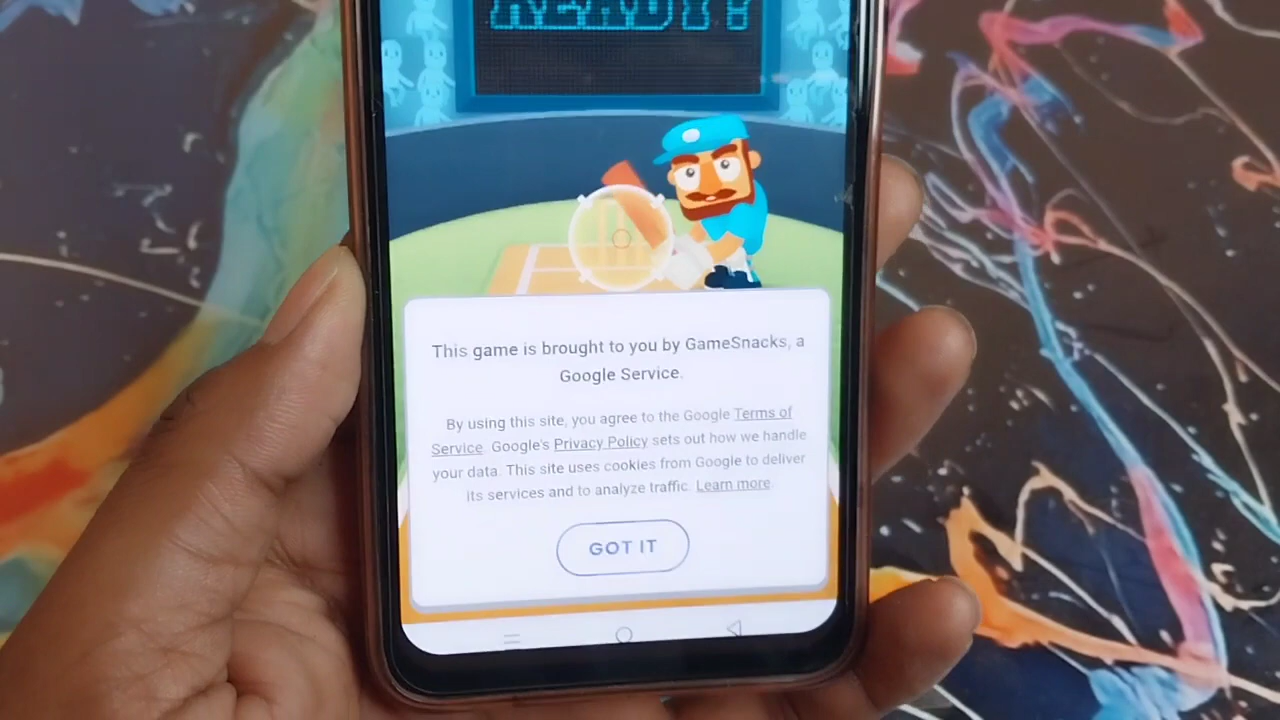 READY!
This game is brought to you by GameSnacks, a
Google Service.
By using this site, you agree to the Google Terms of
Service. Google's Privacy Policy sets out how we handle
your data. This site uses cookies from Google to deliver
its services and to analyze traffic. Learn more.
GOT IT